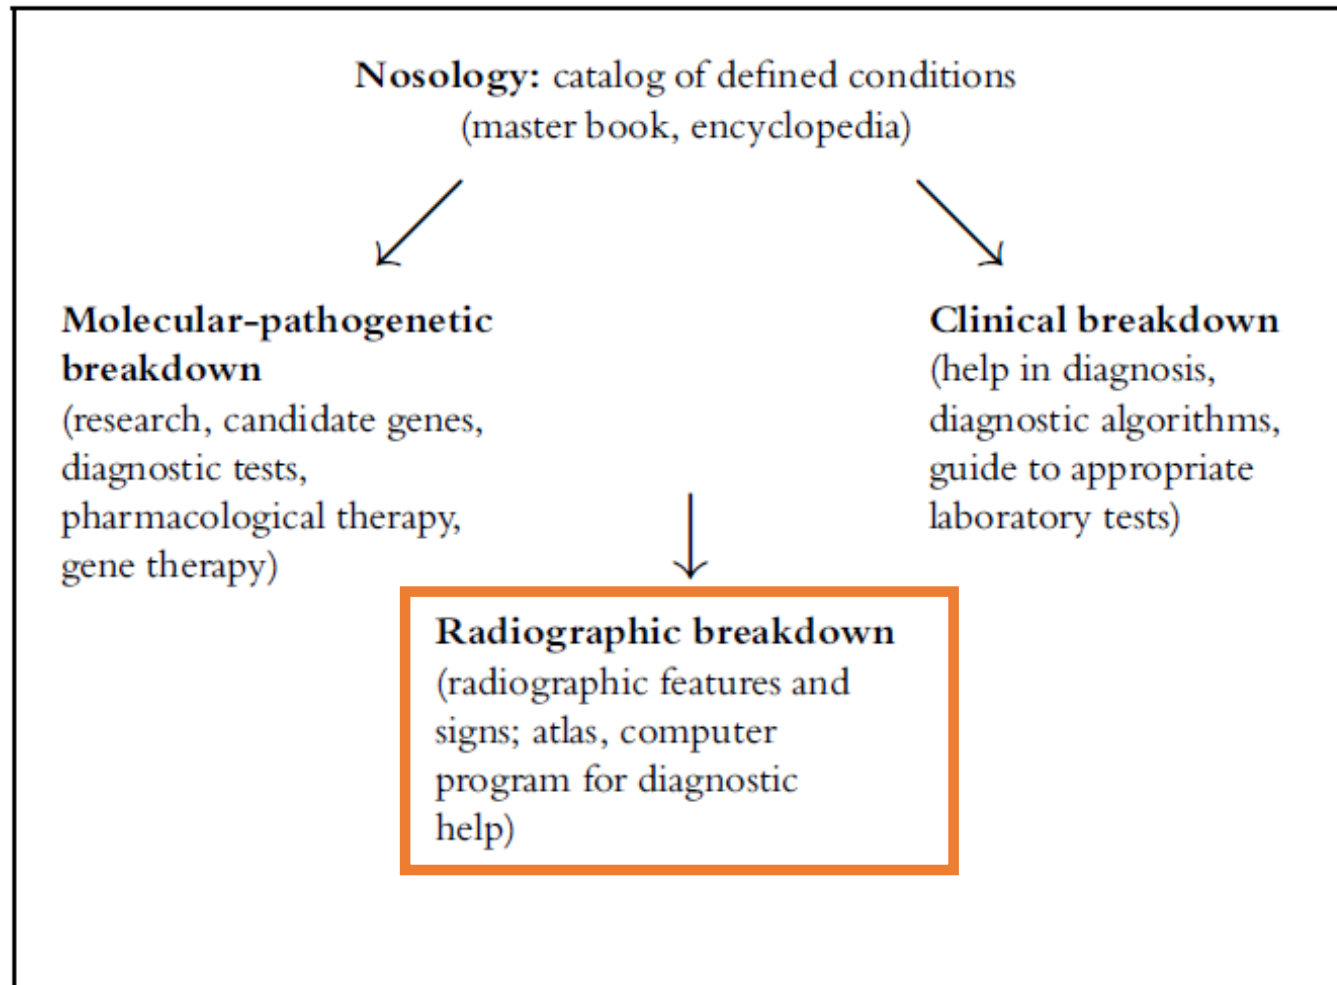 Nosology: catalog of defined conditions
(master book, encyclopedia)
Molecular-pathogenetic
breakdown
(research, candidate genes,
diagnostic tests,
pharmacological therapy,
gene therapy)
Clinical breakdown
(help in diagnosis,
diagnostic algorithms,
guide to appropriate
laboratory tests)
Radiographic breakdown
(radiographic features and
signs; atlas, computer
program for diagnostic
help)